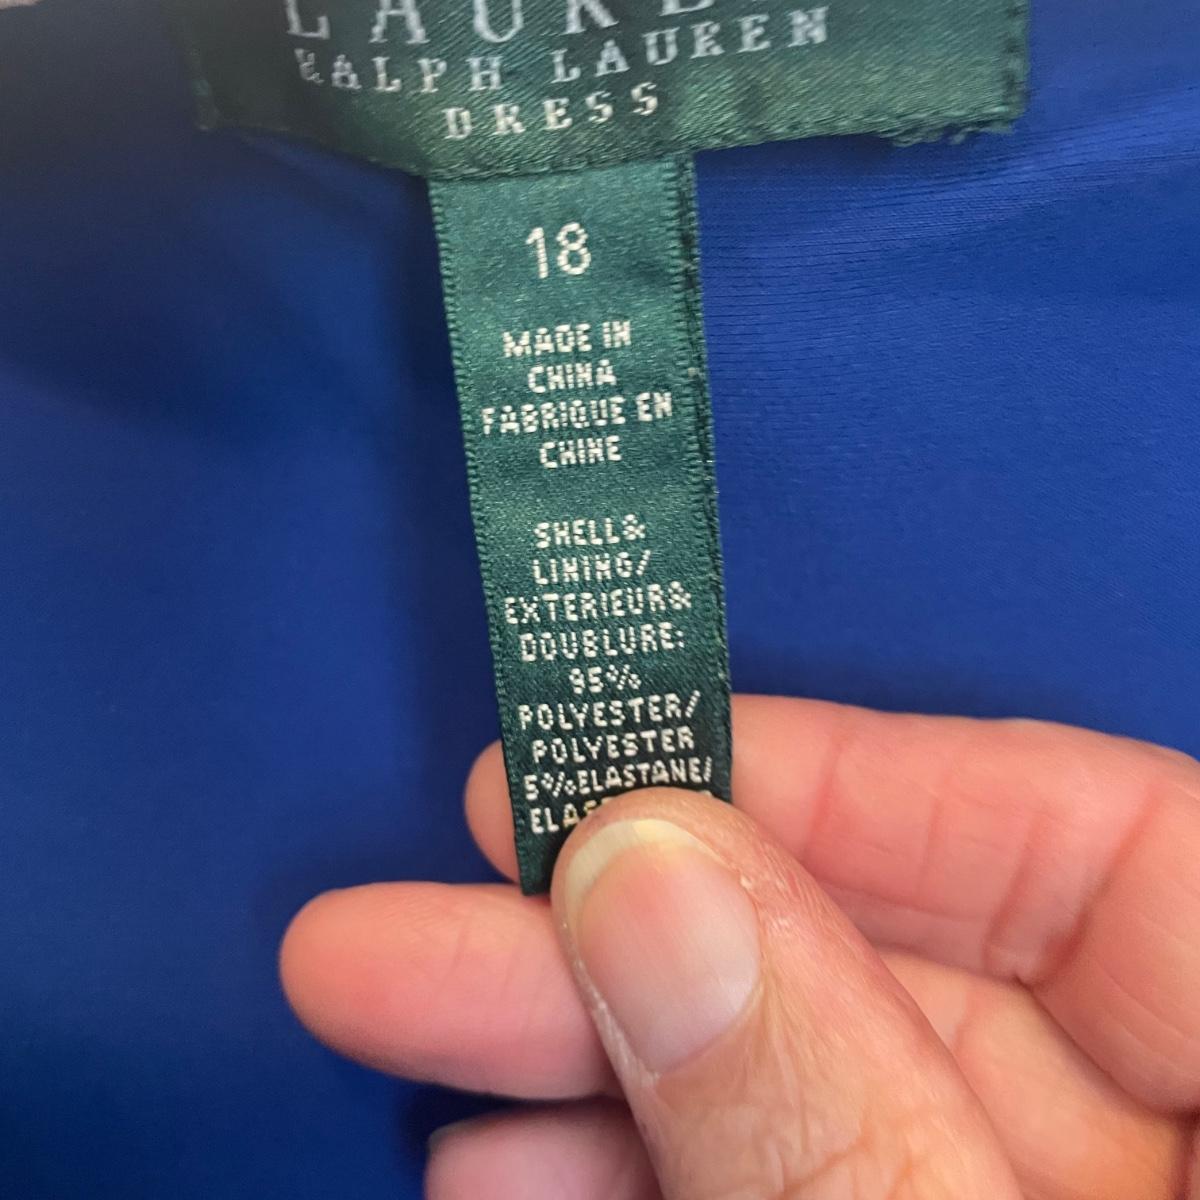 LAUREN
RALPH LAUREN
DRESS
18
MADE IN
CHINA
FABRIQUE EN
CHINE
SHELL&
LINING/
EXTERIEUR&
DOUBLURE:
95%
POLYESTER/
POLYESTER
5%ELASTANE/